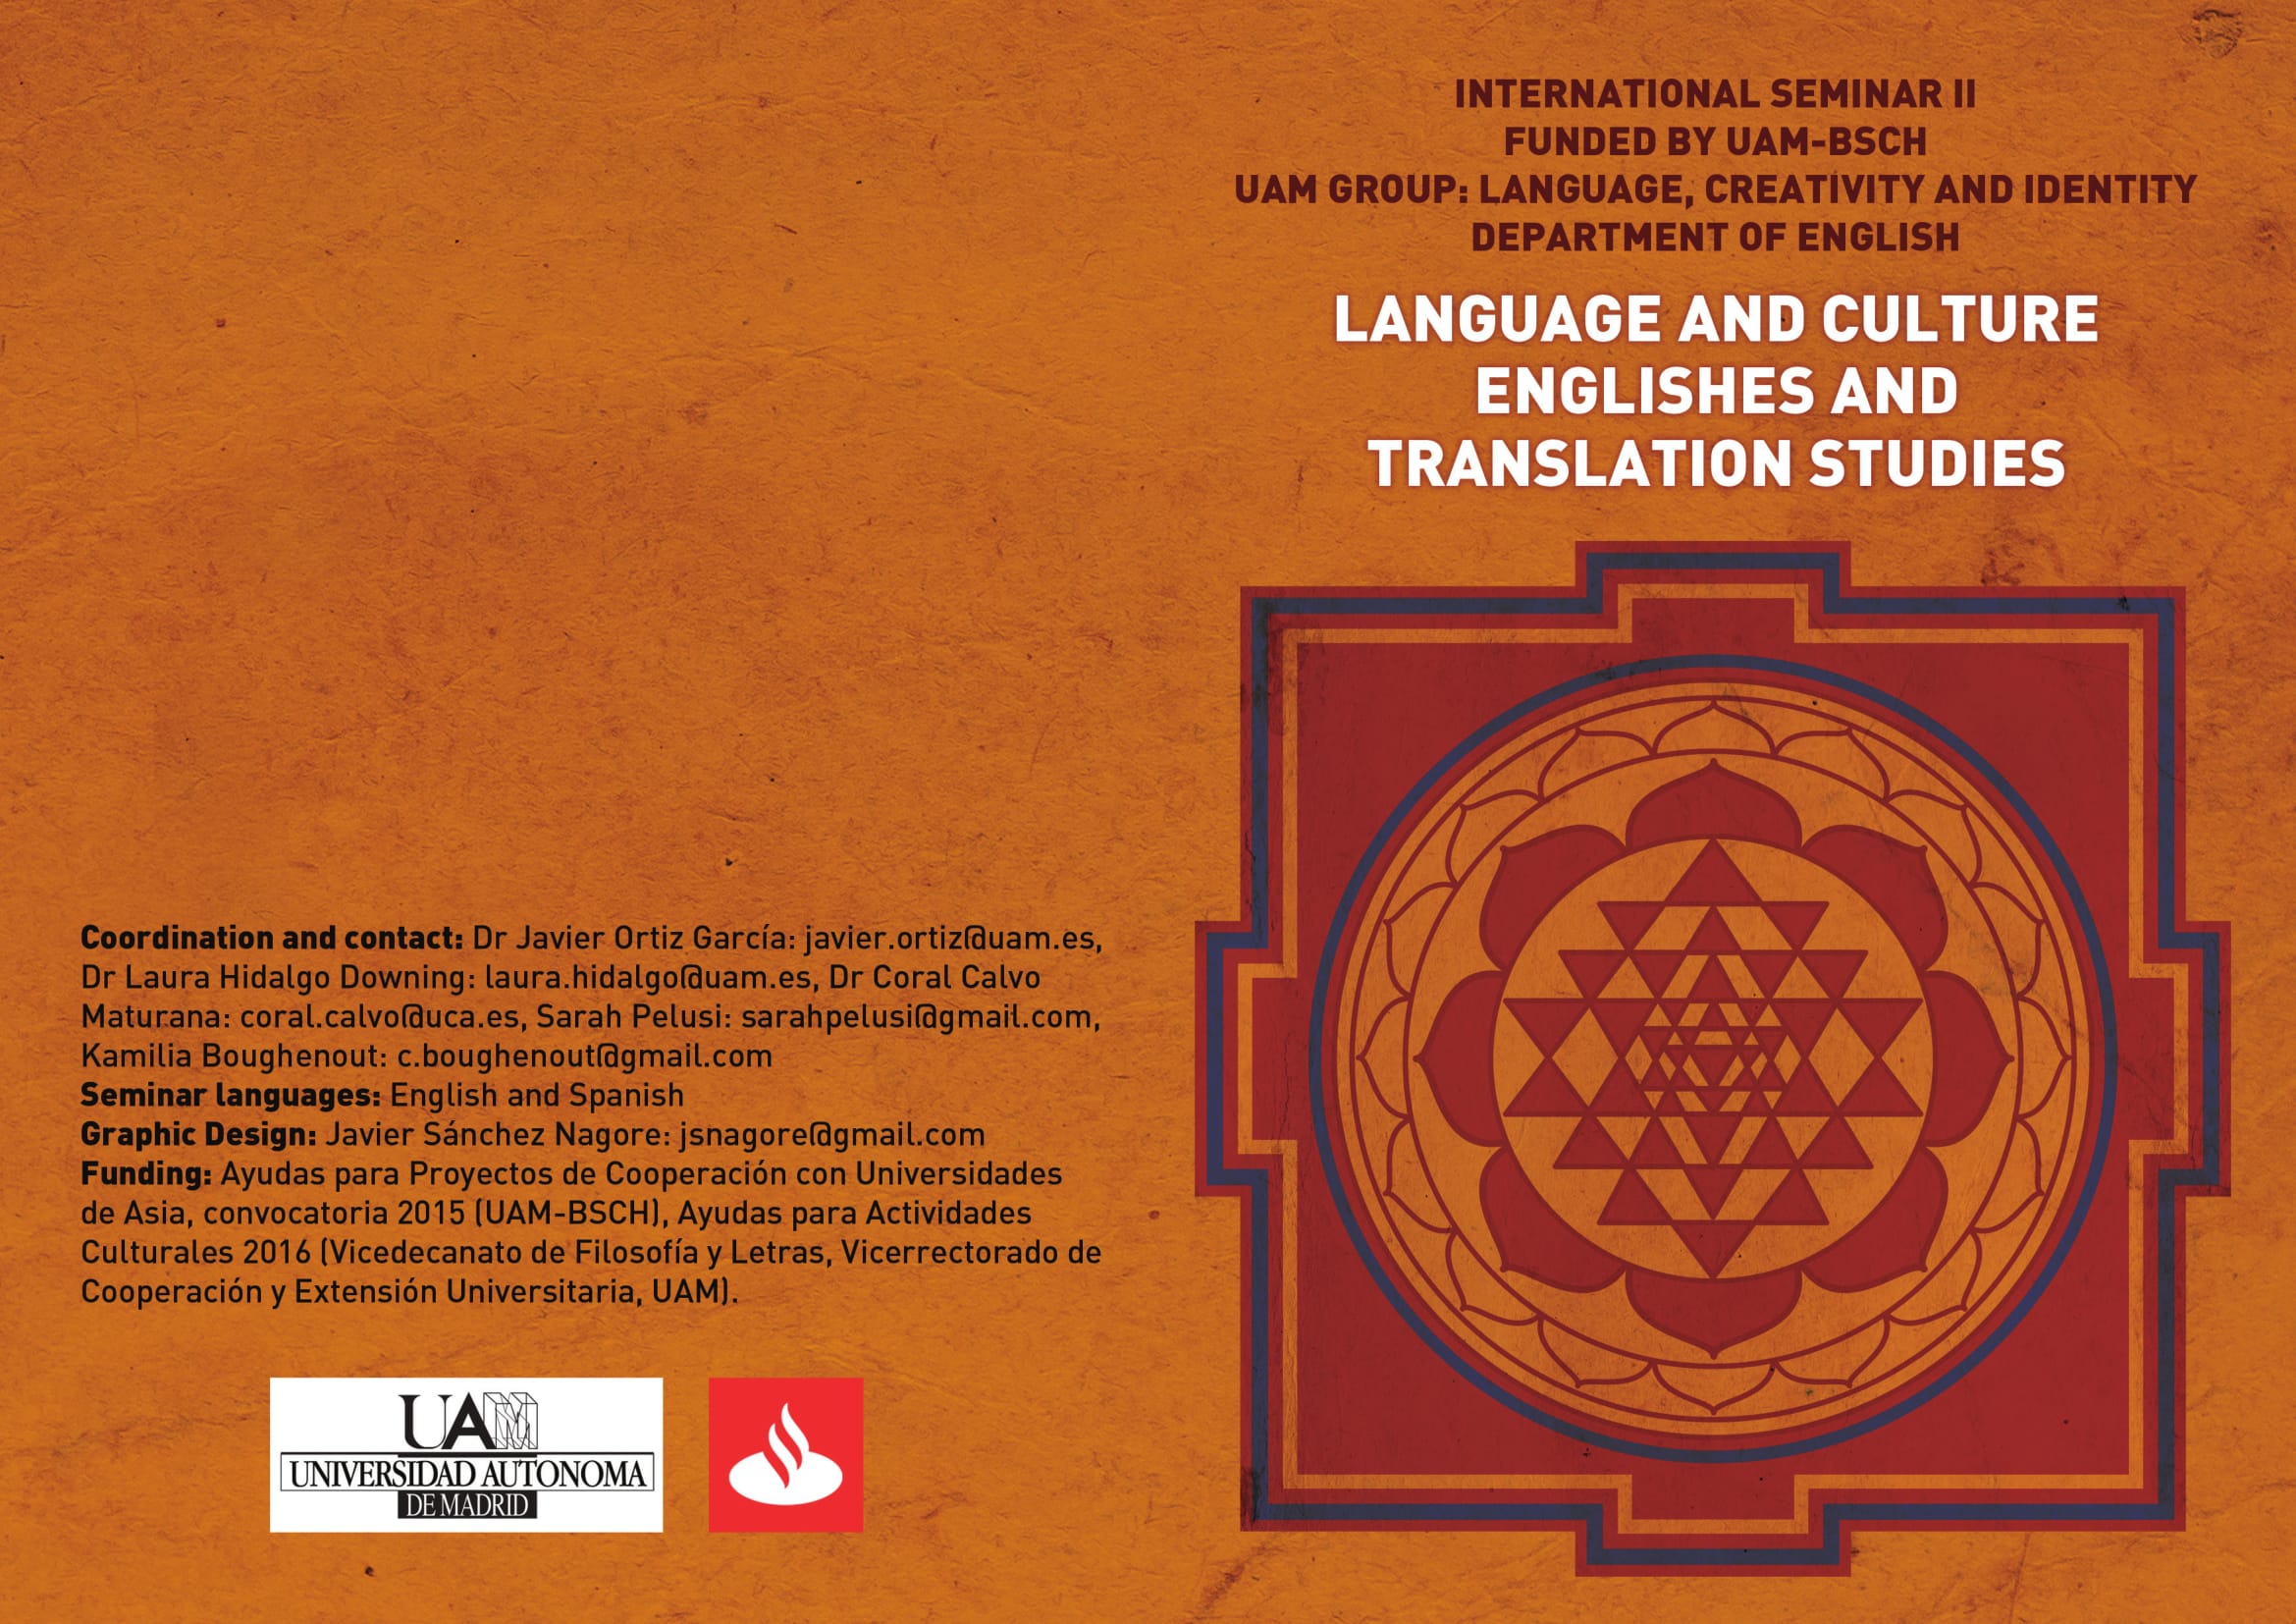 INTERNATIONAL SEMINAR II
FUNDED BY UAM-BSCH
UAM GROUP: LANGUAGE, CREATIVITY AND IDENTITY
DEPARTMENT OF ENGLISH
LANGUAGE AND CULTURE
ENGLISHES AND
TRANSLATION STUDIES
Coordination and contact: Dr Javier Ortiz García: javier.ortiz@uam.es,
Dr Laura Hidalgo Downing: laura.hidalgo@uam.es, Dr Coral Calvo
Maturana: coral.calvo@uca.es, Sarah Pelusi: sarahpelusi@gmail.com,
Kamilia Boughenout: c.boughenout@gmail.com
Seminar languages: English and Spanish
Graphic Design: Javier Sánchez Nagore: jsnagore@gmail.com
Funding: Ayudas para Proyectos de Cooperación con Universidades
de Asia, convocatoria 2015 (UAM-BSCH), Ayudas para Actividades
Culturales 2016 (Vicedecanato de Filosofía y Letras, Vicerrectorado de
Cooperación y Extensión Universitaria, UAM).
UAM
UNIVERSIDAD AUTONOMA
DE MADRID